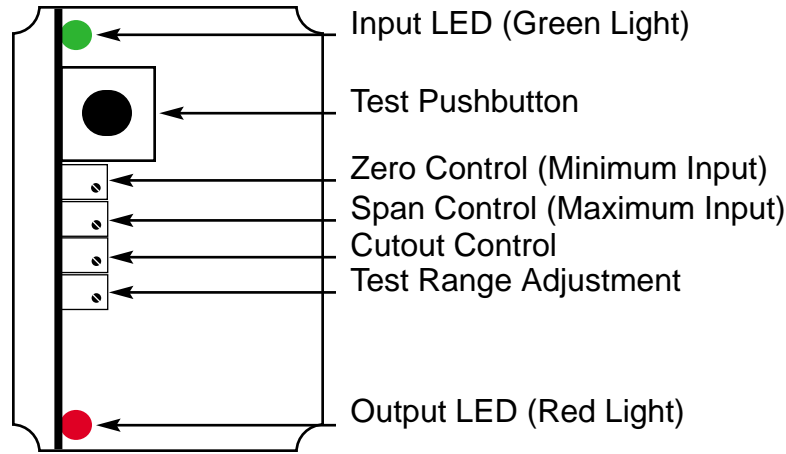 Input LED (Green Light)
Test Pushbutton
Zero Control (Minimum Input)
Span Control (Maximum Input)
Cutout Control
Test Range Adjustment
Output LED (Red Light)